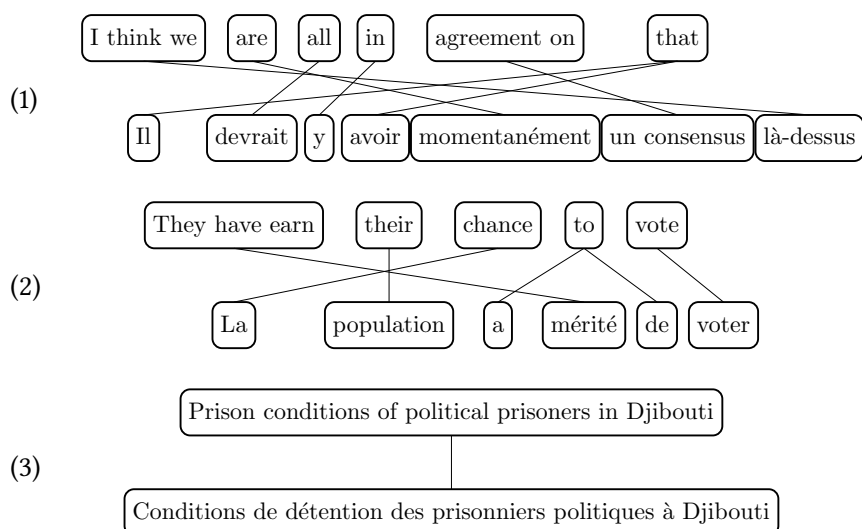 I think we are all in agreement on that
(1)
Il devrait y avoir momentanément un consensus là-dessus
They have earn their chance to vote
(2)
La population a mérité de voter
Prison conditions of political prisoners in Djibouti
(3)
Conditions de détention des prisonniers politiques à Djibouti